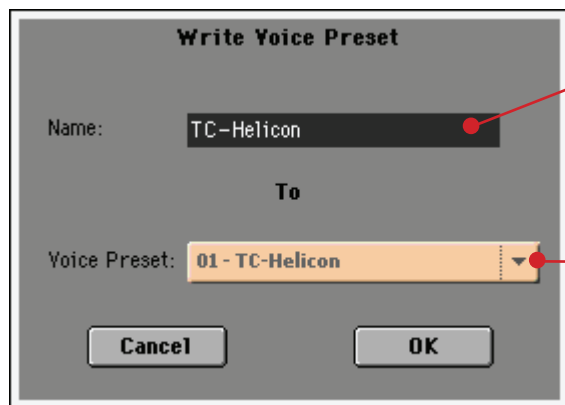 Write Voice Preset
Name: TC-Helicon
To
Voice Preset: 01 - TC-Helicon
Cancel OK